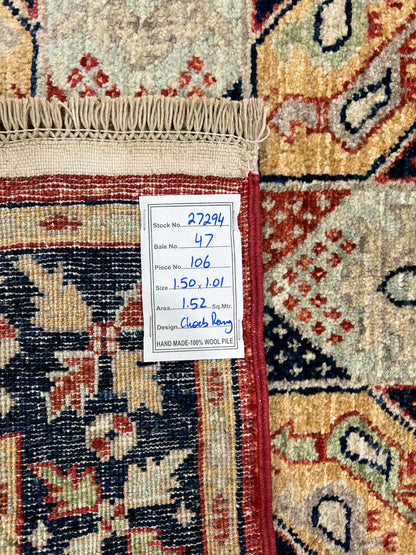 Stock No. 27294
Bale No. 47
Piece No. 106
Size. 1.50 x 1.01
Area. 1.52 Sq.Mtr.
Design. Choeb Rang
HAND MADE-100% WOOL PILE